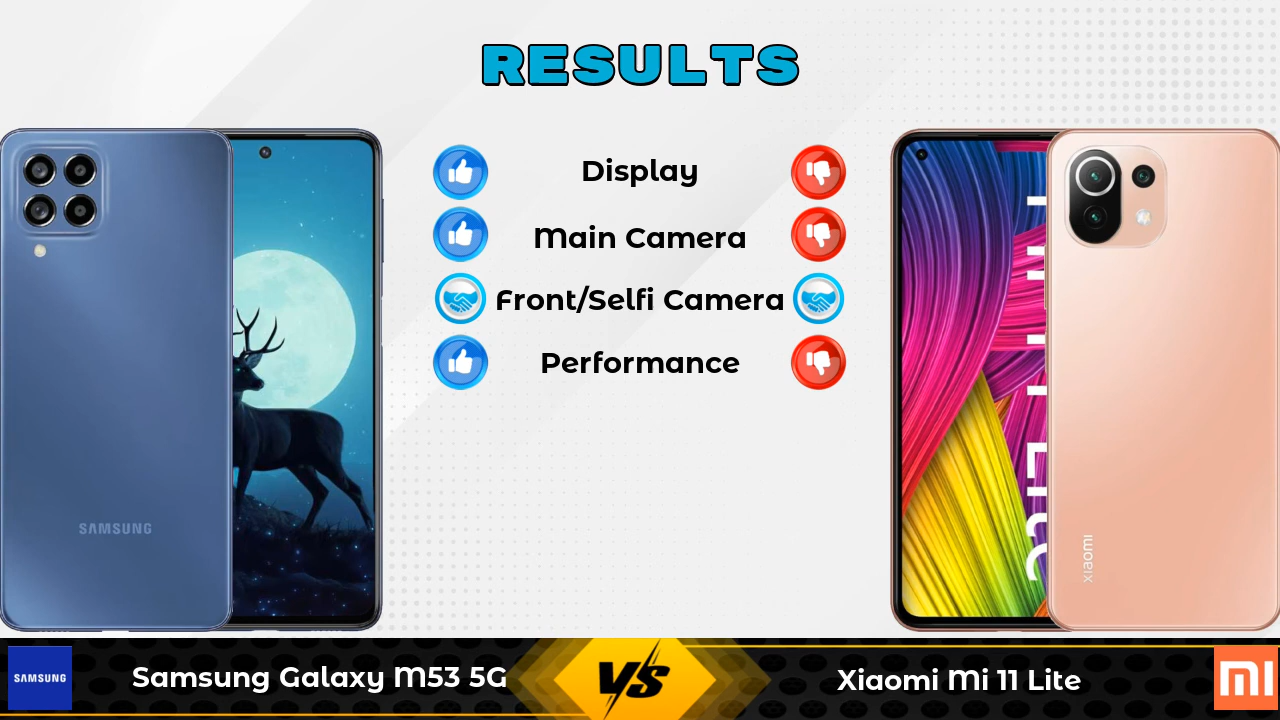 RESULTS
Display
Main Camera
Front/Selfi Camera
Performance
SAMSUNG
xiaomi
SAMSUNG
Samsung Galaxy M53 5G
VS
Xiaomi Mi 11 Lite
MI